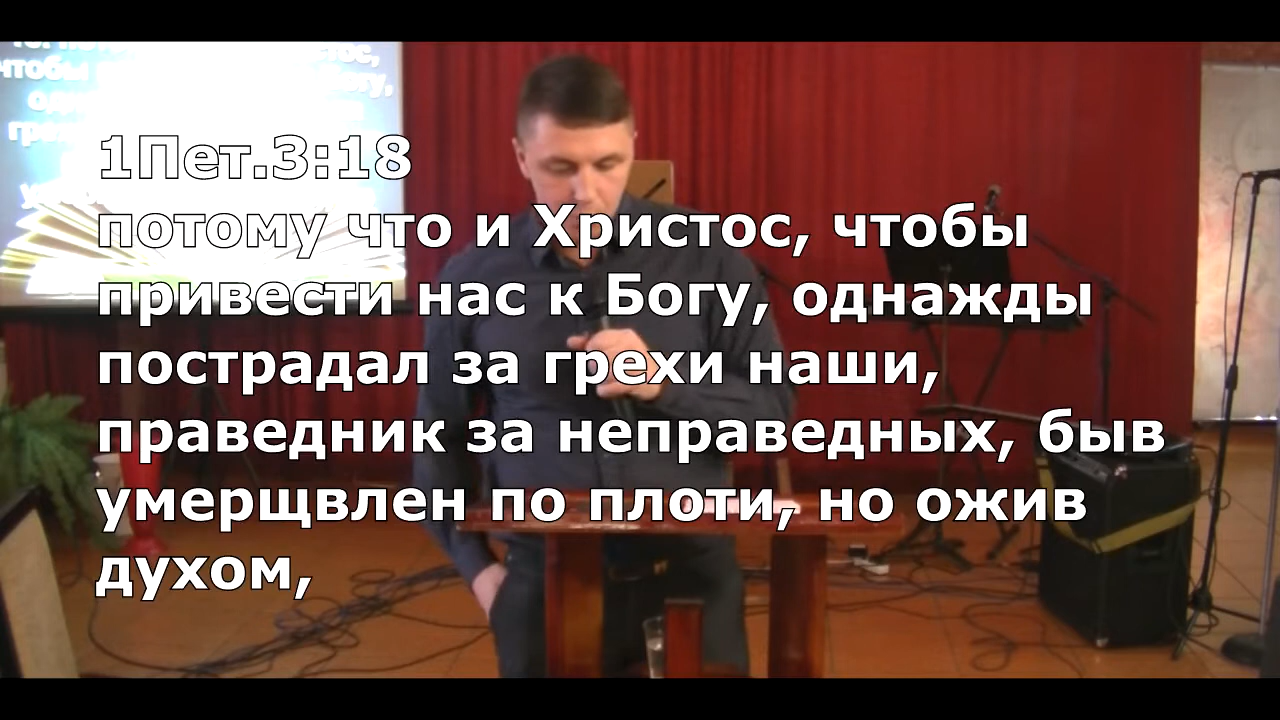 1Пет.3:18
потому что и Христос, чтобы
привести нас к Богу, однажды
пострадал за грехи наши,
праведник за неправедных, быв
умерщвлен по плоти, но ожив
духом,
чтобы